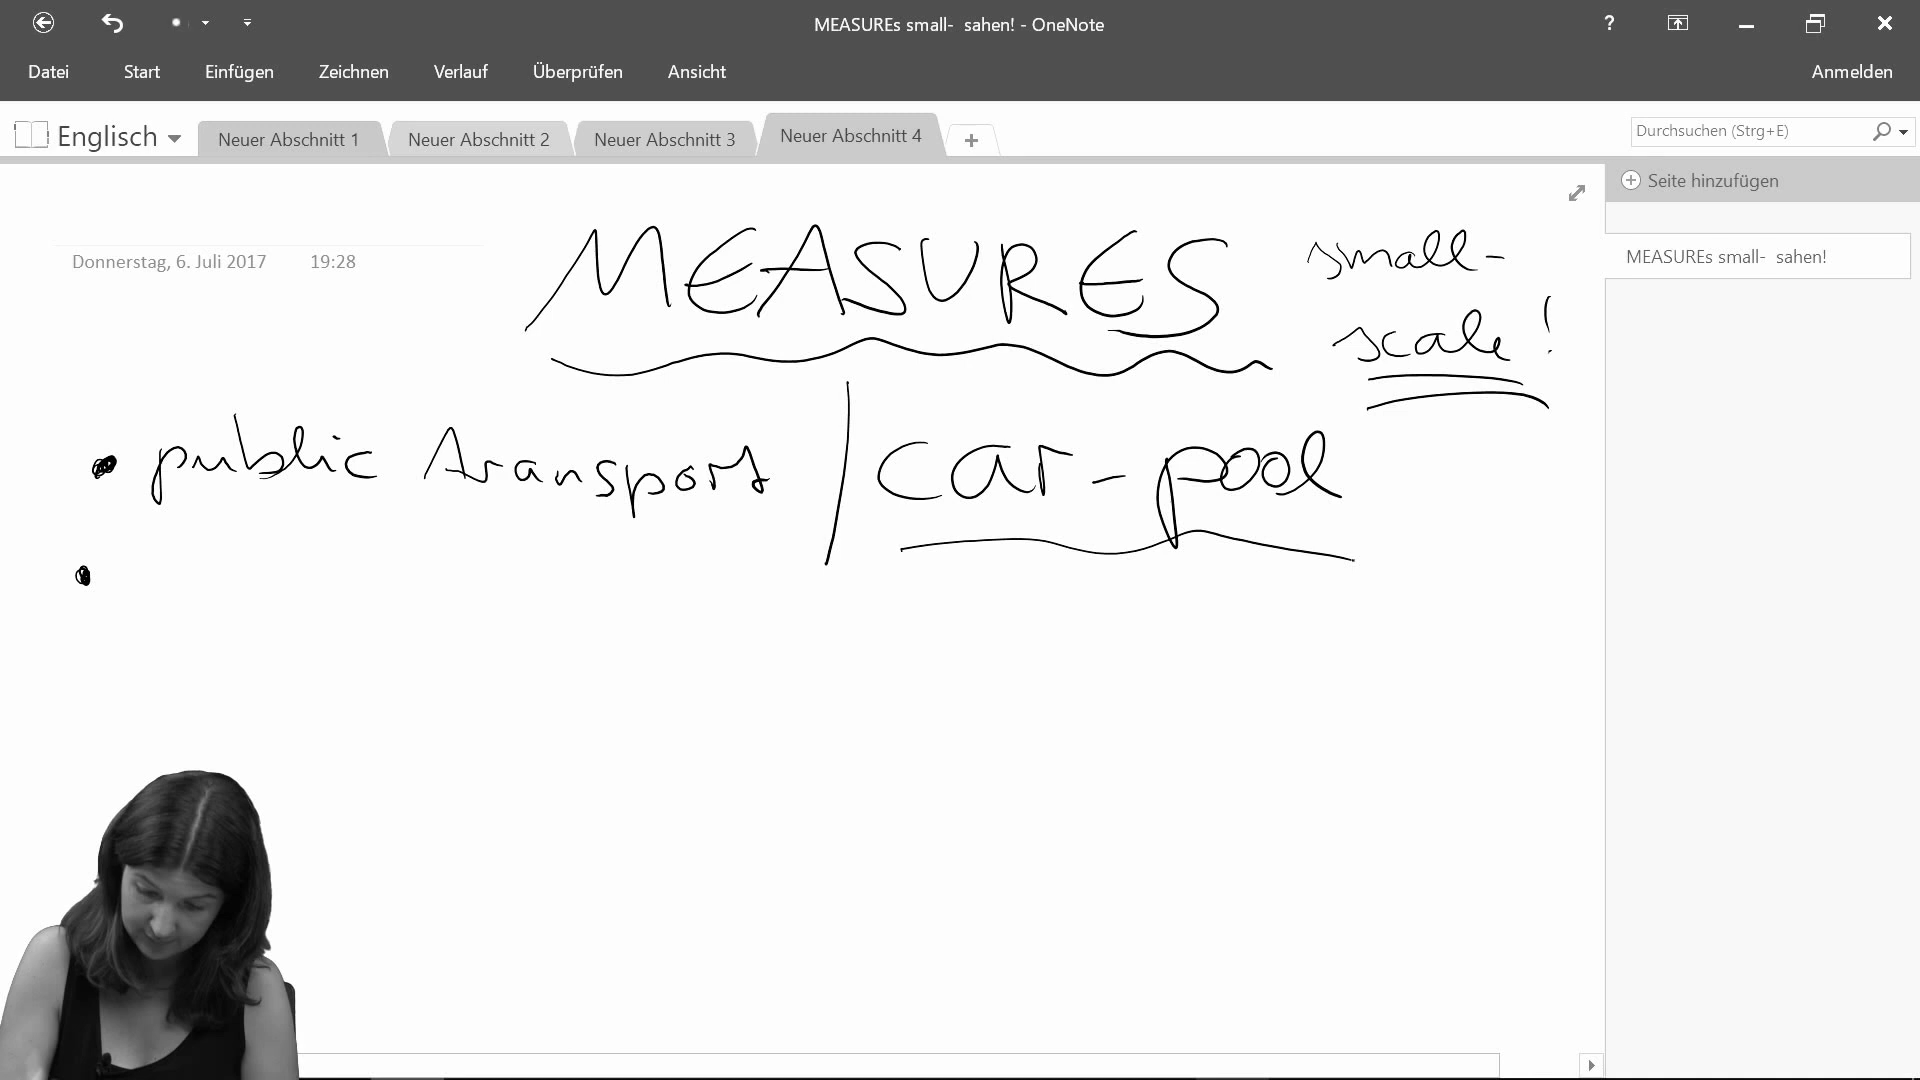 MEASUREs small-  sahen! - OneNote
?
Datei Start Einfügen Zeichnen Verlauf Überprüfen Ansicht Anmelden
Englisch Neuer Abschnitt 1 Neuer Abschnitt 2 Neuer Abschnitt 3 Neuer Abschnitt 4 +
Durchsuchen (Strg+E)
Seite hinzufügen
MEASUREs small-  sahen!
Donnerstag, 6. Juli 2017 19:28
MEASURES
small-
scale!
• public transport / car-pool
•